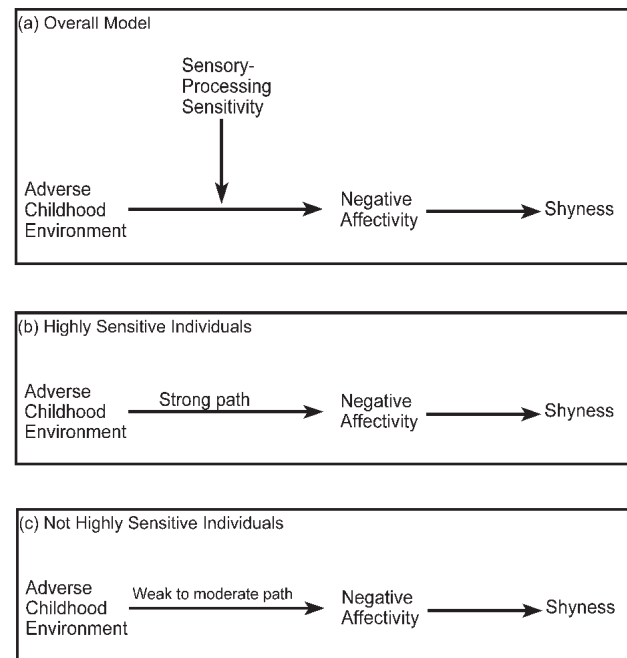 (a) Overall Model
Sensory-
Processing
Sensitivity
Adverse
Childhood
Environment
Negative
Affectivity
Shyness
(b) Highly Sensitive Individuals
Adverse
Childhood
Environment
Strong path
Negative
Affectivity
Shyness
(c) Not Highly Sensitive Individuals
Adverse
Childhood
Environment
Weak to moderate path
Negative
Affectivity
Shyness